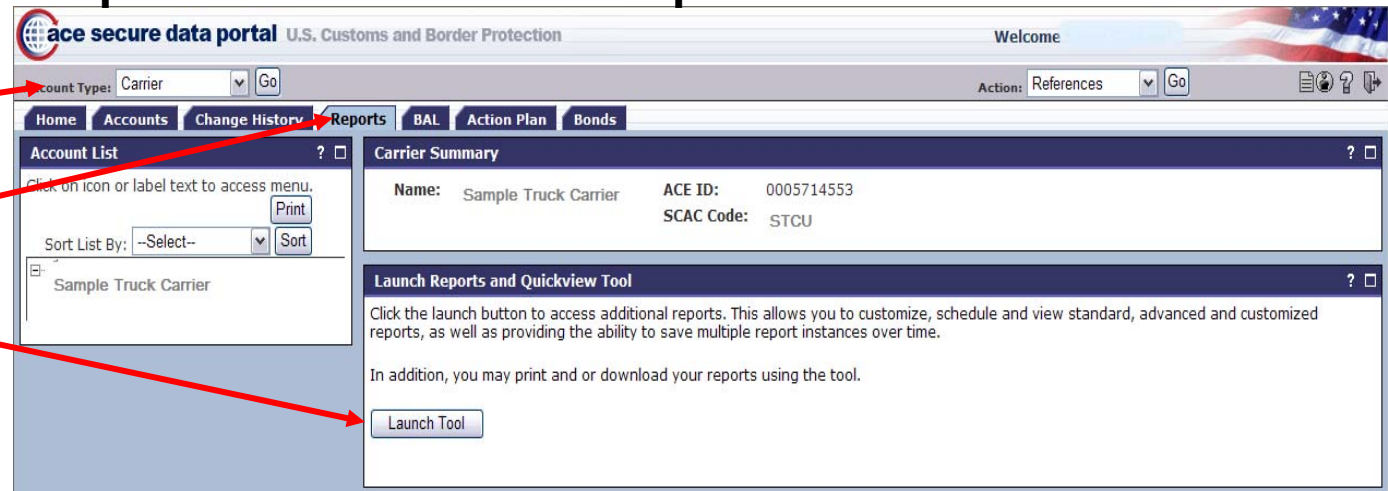 ace secure data portal U.S. Customs and Border Protection Welcome
Account Type: Carrier Go Action: References Go
Home Accounts Change History Reports BAL Action Plan Bonds
Account List ?
Click on icon or label text to access menu.
Print
Sort List By: --Select-- Sort
Sample Truck Carrier
Carrier Summary ?
Name: Sample Truck Carrier ACE ID: 0005714553
SCAC Code: STCU
Launch Reports and Quickview Tool ?
Click the launch button to access additional reports. This allows you to customize, schedule and view standard, advanced and customized
reports, as well as providing the ability to save multiple report instances over time.
In addition, you may print and or download your reports using the tool.
Launch Tool